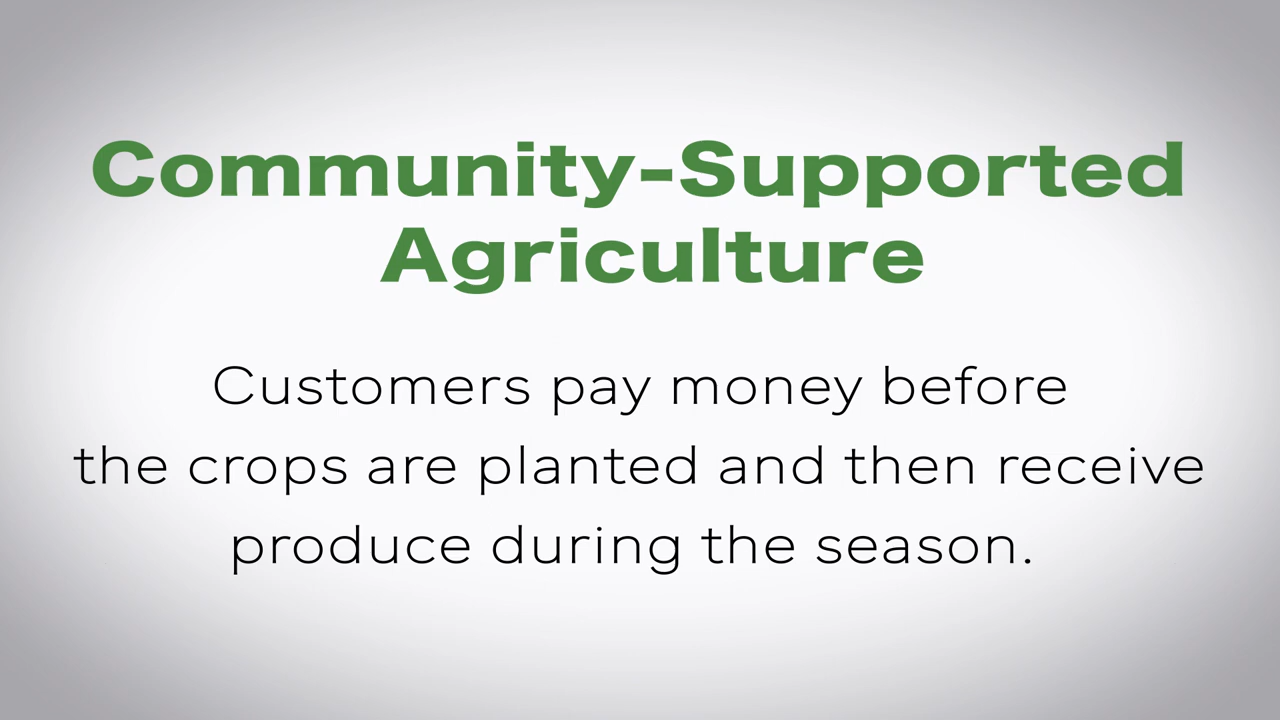 Community-Supported
Agriculture
Customers pay money before
the crops are planted and then receive
produce during the season.